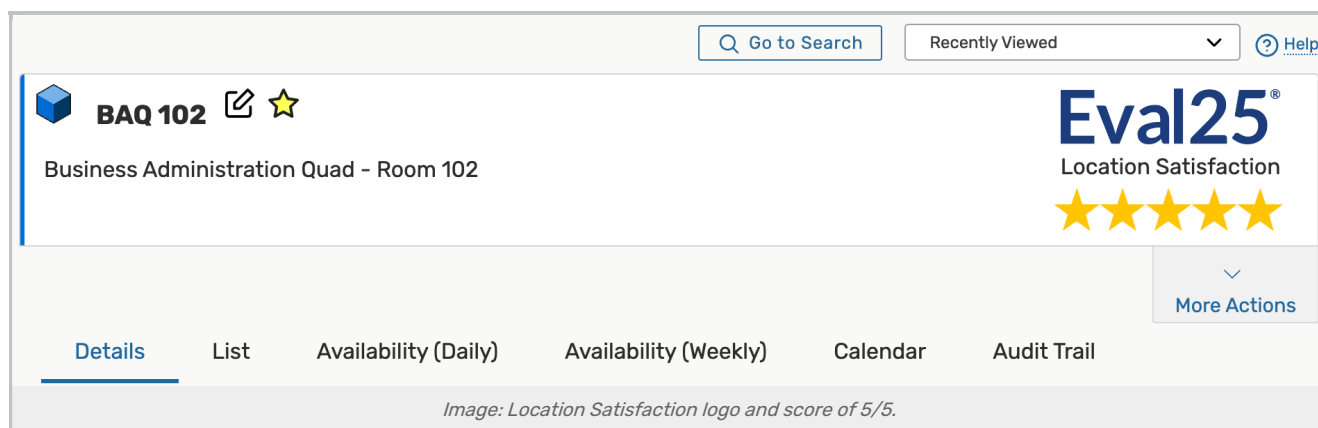 Go to Search Recently Viewed Help
BAQ 102
Business Administration Quad - Room 102
Eval25®
Location Satisfaction
More Actions
Details List Availability (Daily) Availability (Weekly) Calendar Audit Trail
Image: Location Satisfaction logo and score of 5/5.